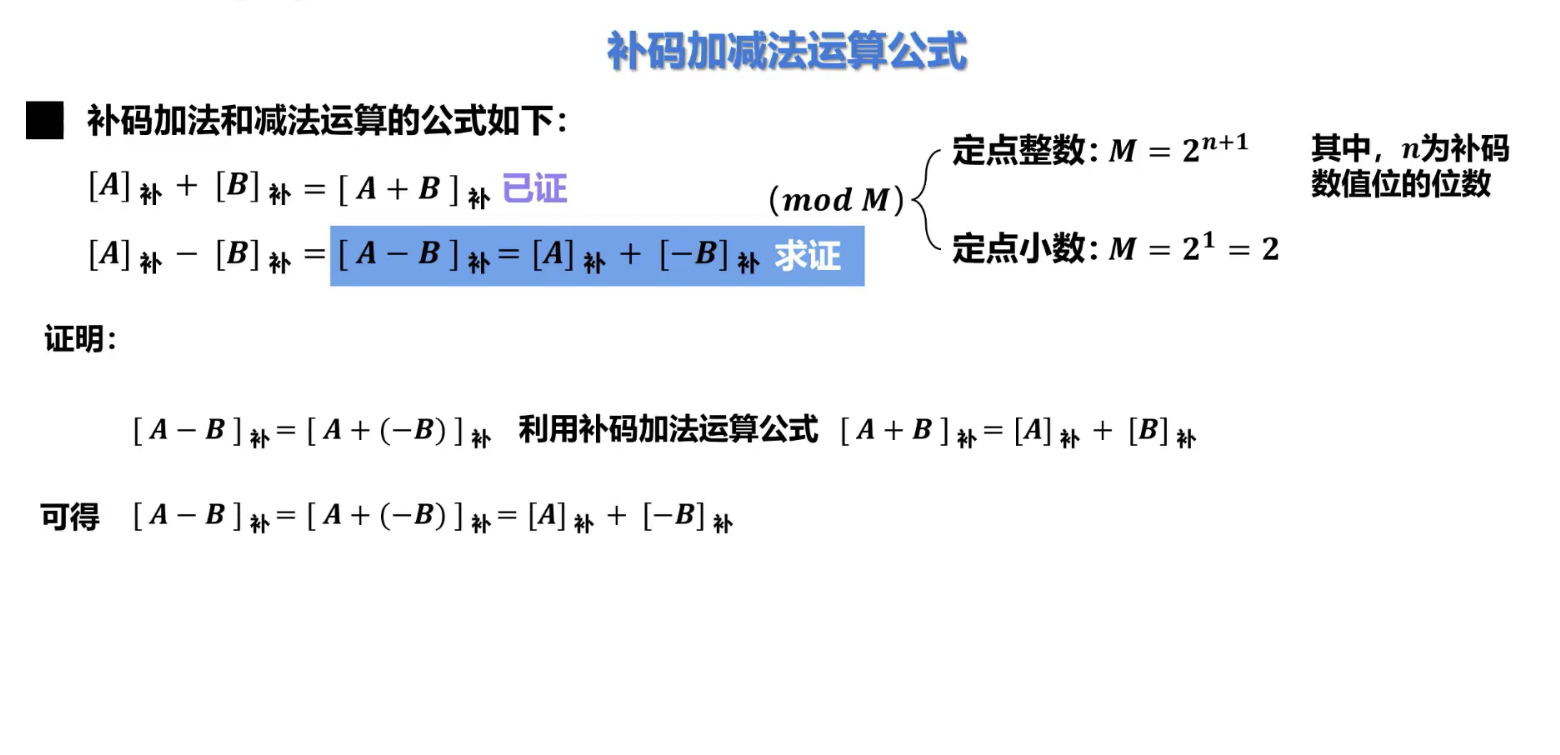 补码加减法运算公式
补码加法和减法运算的公式如下：
[A]补 + [B]补 = [A + B]补 已证
[A]补 − [B]补 = [A − B]补 = [A]补 + [−B]补 求证
(mod M)
定点整数：M = 2^{n+1}
定点小数：M = 2^1 = 2
其中，n为补码
数值位的位数
证明：
[A − B]补 = [A + (−B)]补 利用补码加法运算公式 [A + B]补 = [A]补 + [B]补
可得 [A − B]补 = [A + (−B)]补 = [A]补 + [−B]补